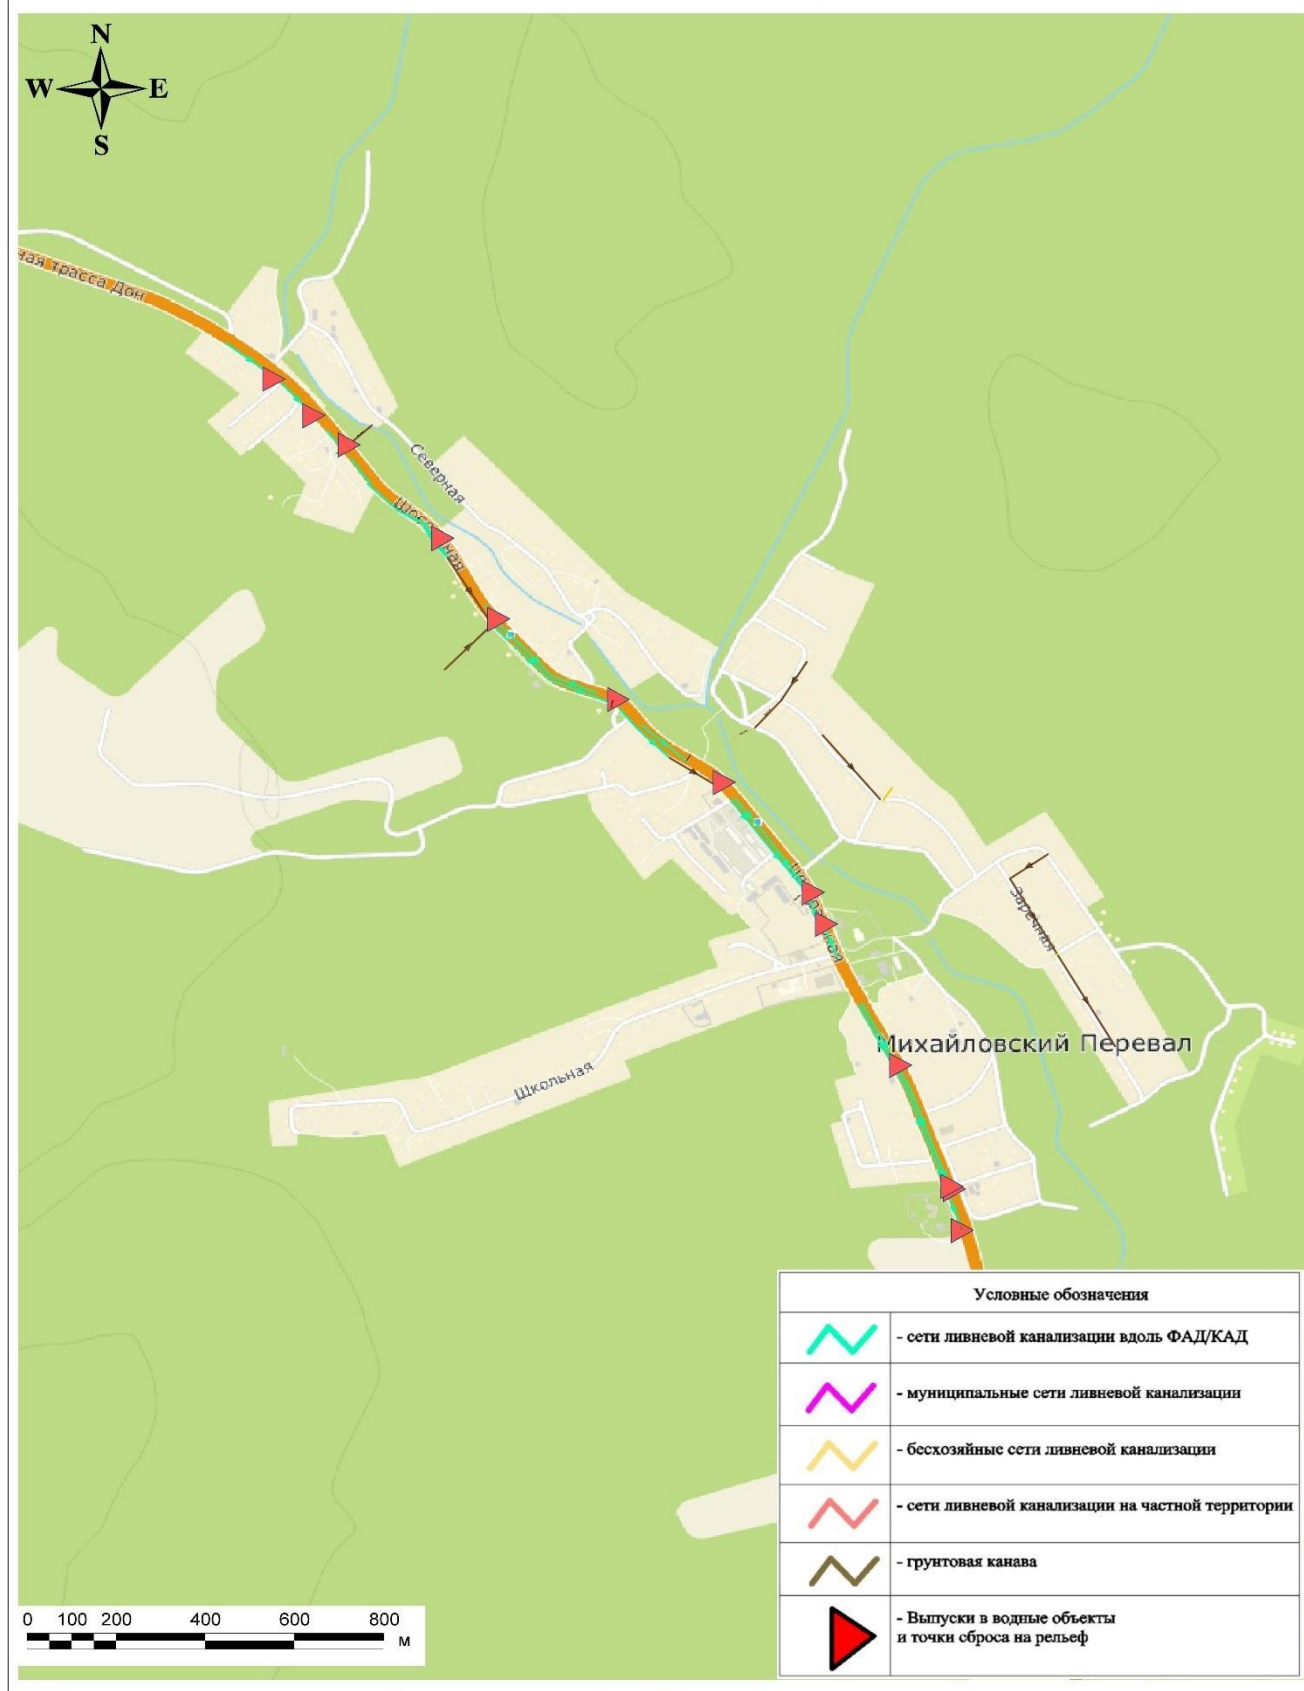 N
W E
S
ная трасса Дон
Северная
Заречная
Михайловский Перевал
Школьная
Условные обозначения
- сети ливневой канализации вдоль ФАД/КАД
- муниципальные сети ливневой канализации
- бесхозяйные сети ливневой канализации
- сети ливневой канализации на частной территории
- грунтовая канава
- Выпуски в водные объекты
и точки сброса на рельеф
0 100 200 400 600 800
м